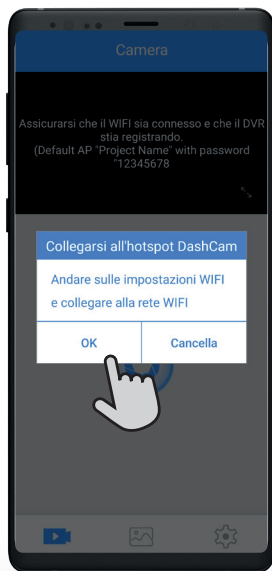 Camera
Assicurarsi che il WIFI sia connesso e che il DVR
stia registrando.
(Default AP "Project Name" with password
"12345678
Collegarsi all'hotspot DashCam
Andare sulle impostazioni WIFI
e collegare alla rete WIFI
OK Cancella